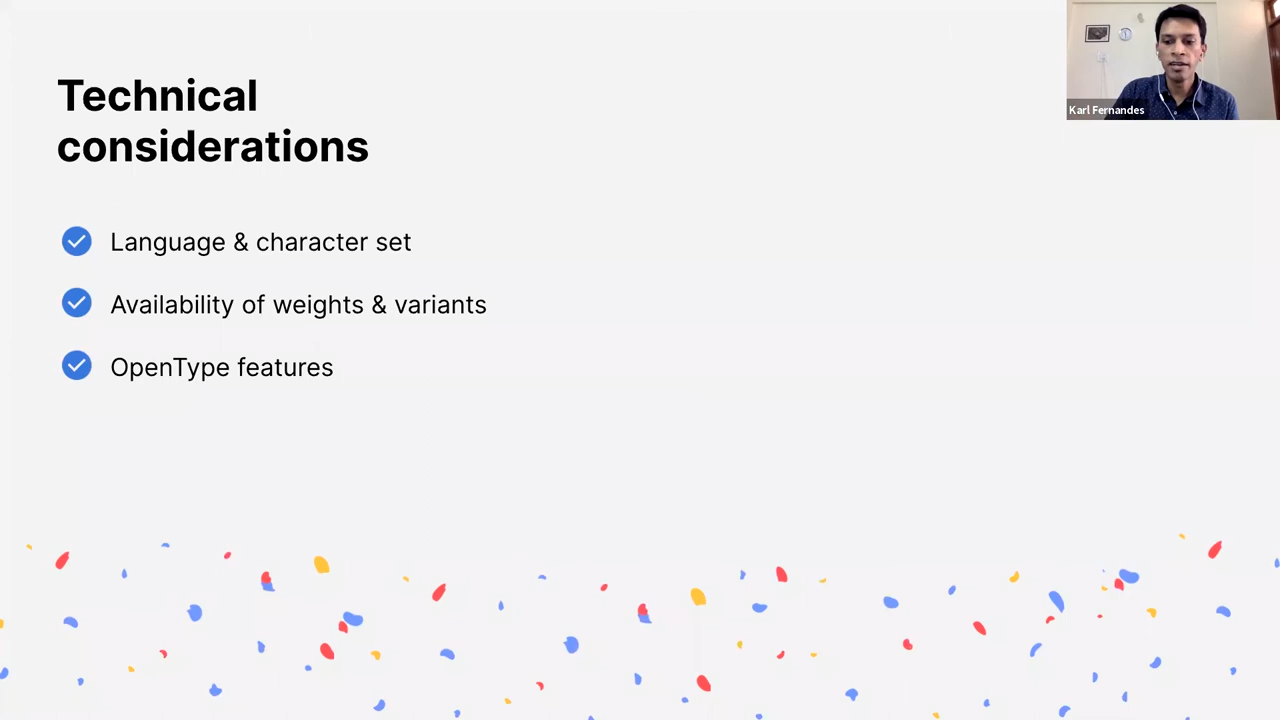 Technical
considerations
Language & character set
Availability of weights & variants
OpenType features
Karl Fernandes